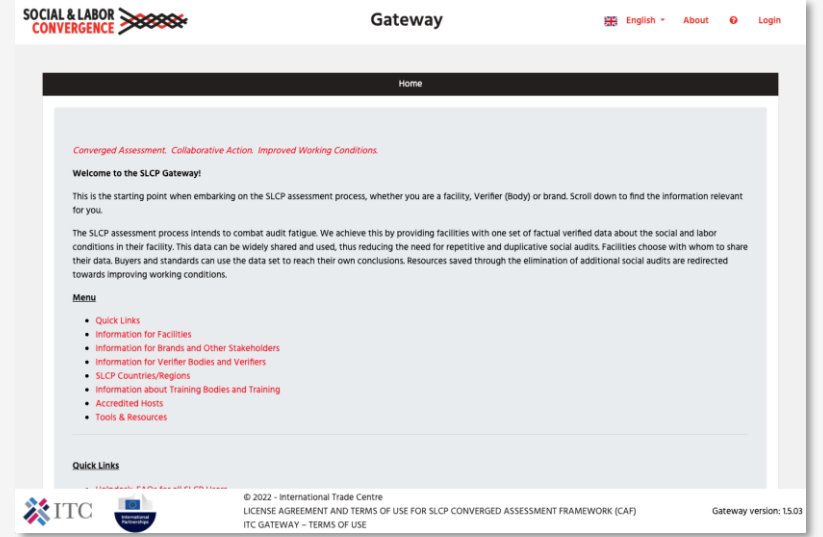 SOCIAL & LABOR
CONVERGENCE
Gateway
English
About
Login
Home
Converged Assessment. Collaborative Action. Improved Working Conditions.
Welcome to the SLCP Gateway!
This is the starting point when embarking on the SLCP assessment process, whether you are a facility, Verifier (Body) or brand. Scroll down to find the information relevant
for you.
The SLCP assessment process intends to combat audit fatigue. We achieve this by providing facilities with one set of factual verified data about the social and labor
conditions in their facility. This data can be widely shared and used, thus reducing the need for repetitive and duplicative social audits. Facilities choose with whom to share
their data. Buyers and standards can use the data set to reach their own conclusions. Resources saved through the elimination of additional social audits are redirected
towards improving working conditions.
Menu
Quick Links
Information for Facilities
Information for Brands and Other Stakeholders
Information for Verifier Bodies and Verifiers
SLCP Countries/Regions
Information about Training Bodies and Training
Accredited Hosts
Tools & Resources
Quick Links
Helpdesk: FAQs for all SLCP Users
ITC
International
Partnerships
© 2022 - International Trade Centre
LICENSE AGREEMENT AND TERMS OF USE FOR SLCP CONVERGED ASSESSMENT FRAMEWORK (CAF)
ITC GATEWAY – TERMS OF USE
Gateway version: 1.5.03